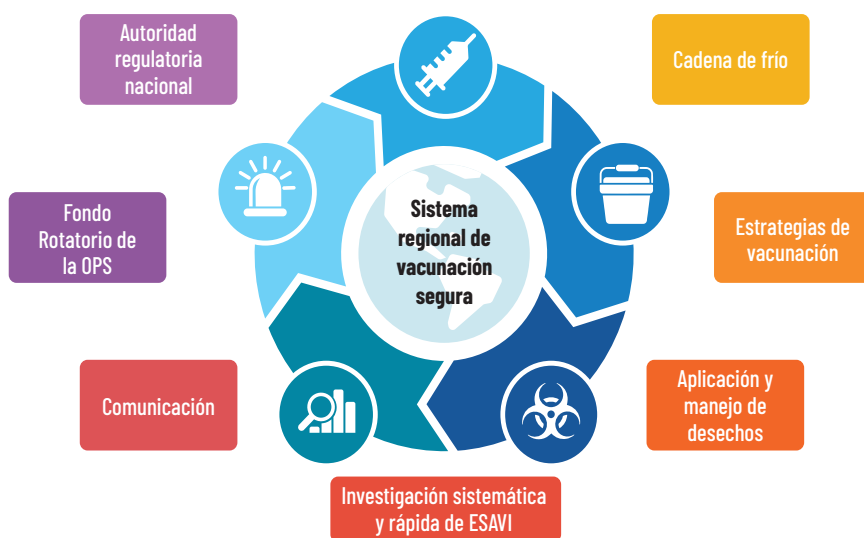 Autoridad
regulatoria
nacional
Cadena de frío
Fondo
Rotatorio de
la OPS
Sistema
regional de
vacunación
segura
Estrategias de
vacunación
Comunicación
Aplicación y
manejo de
desechos
Investigación sistemática
y rápida de ESAVI